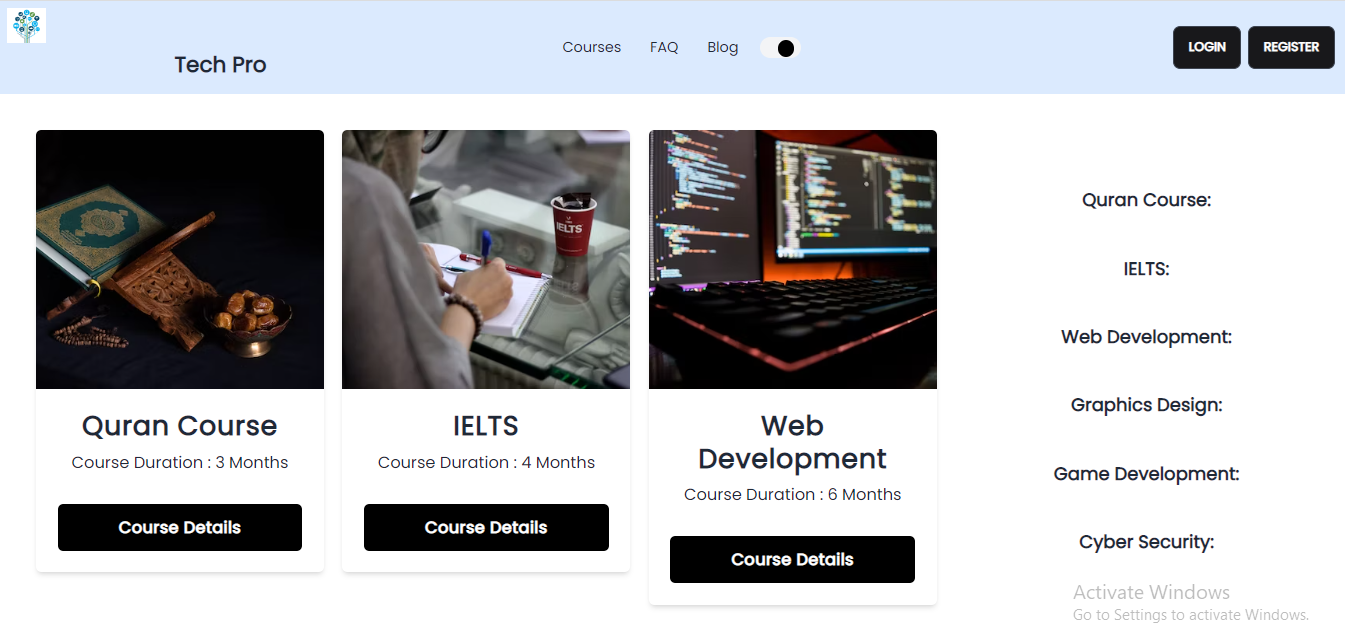 Tech Pro
Courses
FAQ
Blog
LOGIN
REGISTER
IELTS
Quran Course
Course Duration : 3 Months
Course Details
IELTS
Course Duration : 4 Months
Course Details
Web
Development
Course Duration : 6 Months
Course Details
Quran Course:
IELTS:
Web Development:
Graphics Design:
Game Development:
Cyber Security:
Activate Windows
Go to Settings to activate Windows.